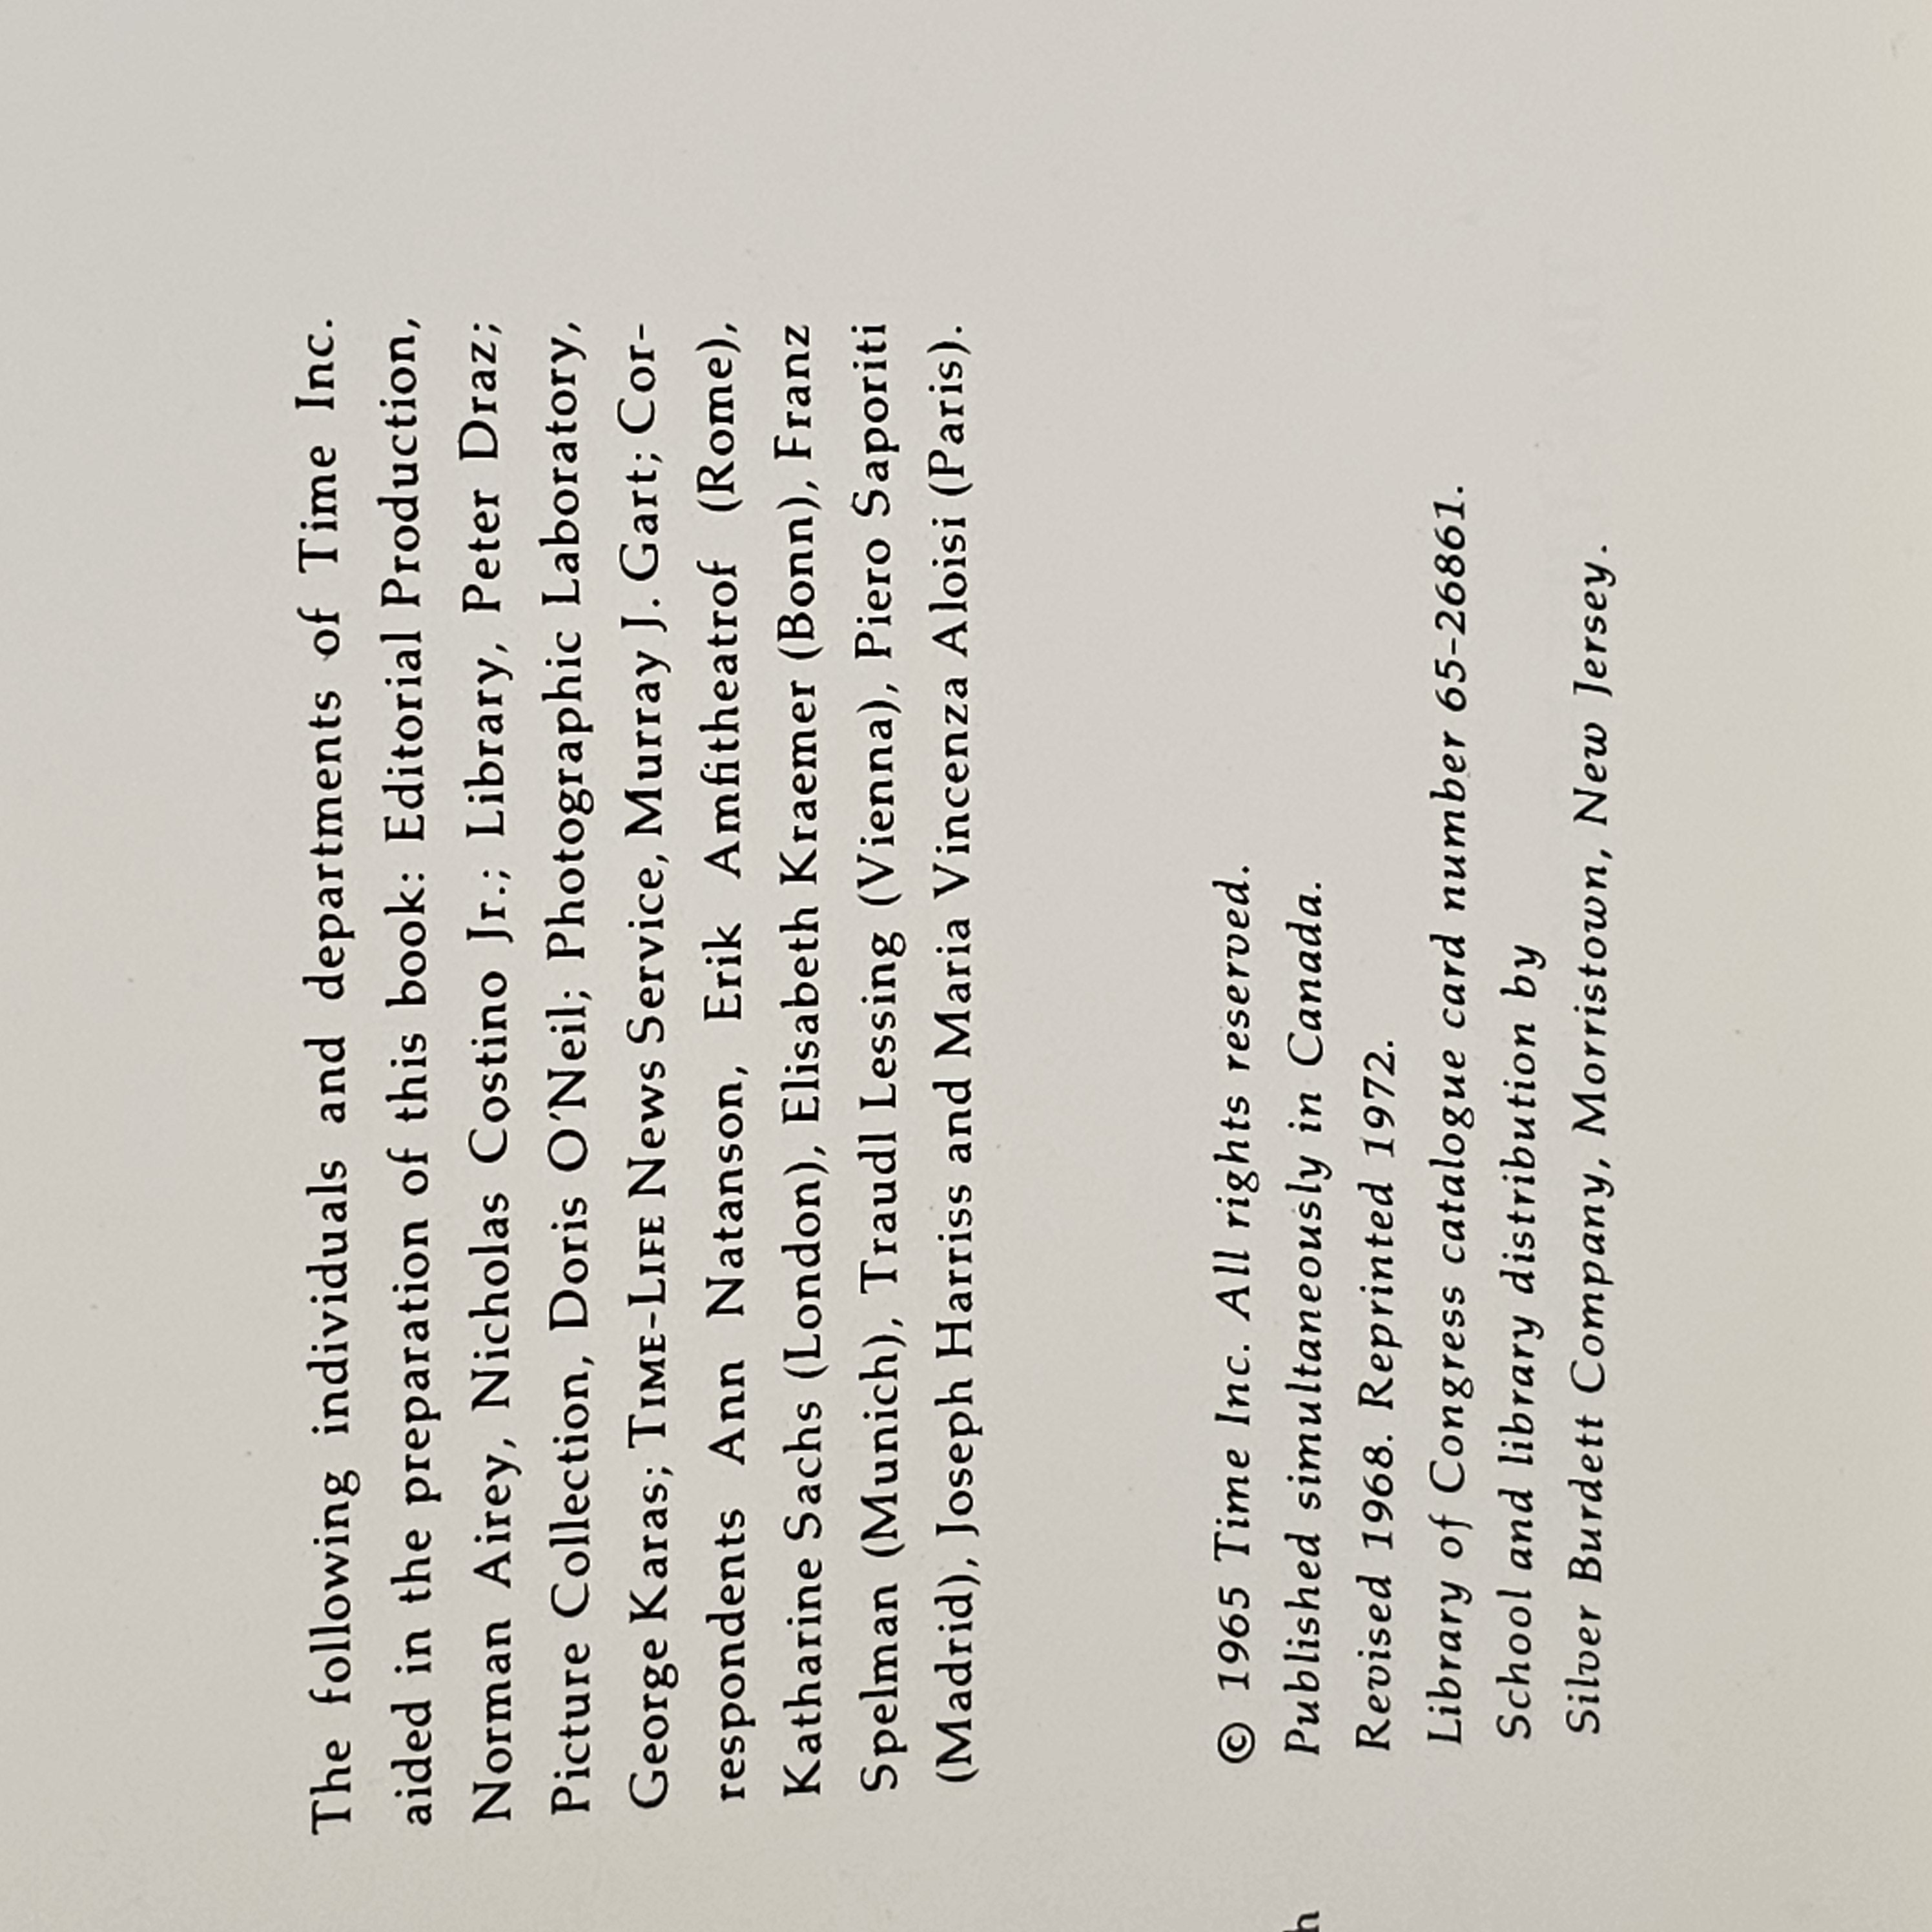 The following individuals and departments of Time Inc.
aided in the preparation of this book: Editorial Production,
Norman Airey, Nicholas Costino Jr.; Library, Peter Draz;
Picture Collection, Doris O'Neil; Photographic Laboratory,
George Karas; TIME-LIFE News Service, Murray J. Gart; Cor-
respondents Ann Natanson, Erik Amfitheatrof (Rome),
Katharine Sachs (London), Elisabeth Kraemer (Bonn), Franz
Spelman (Munich), Traudl Lessing (Vienna), Piero Saporiti
(Madrid), Joseph Harriss and Maria Vincenza Aloisi (Paris).
© 1965 Time Inc. All rights reserved.
Published simultaneously in Canada.
Revised 1968. Reprinted 1972.
Library of Congress catalogue card number 65-26861.
School and library distribution by
Silver Burdett Company, Morristown, New Jersey.